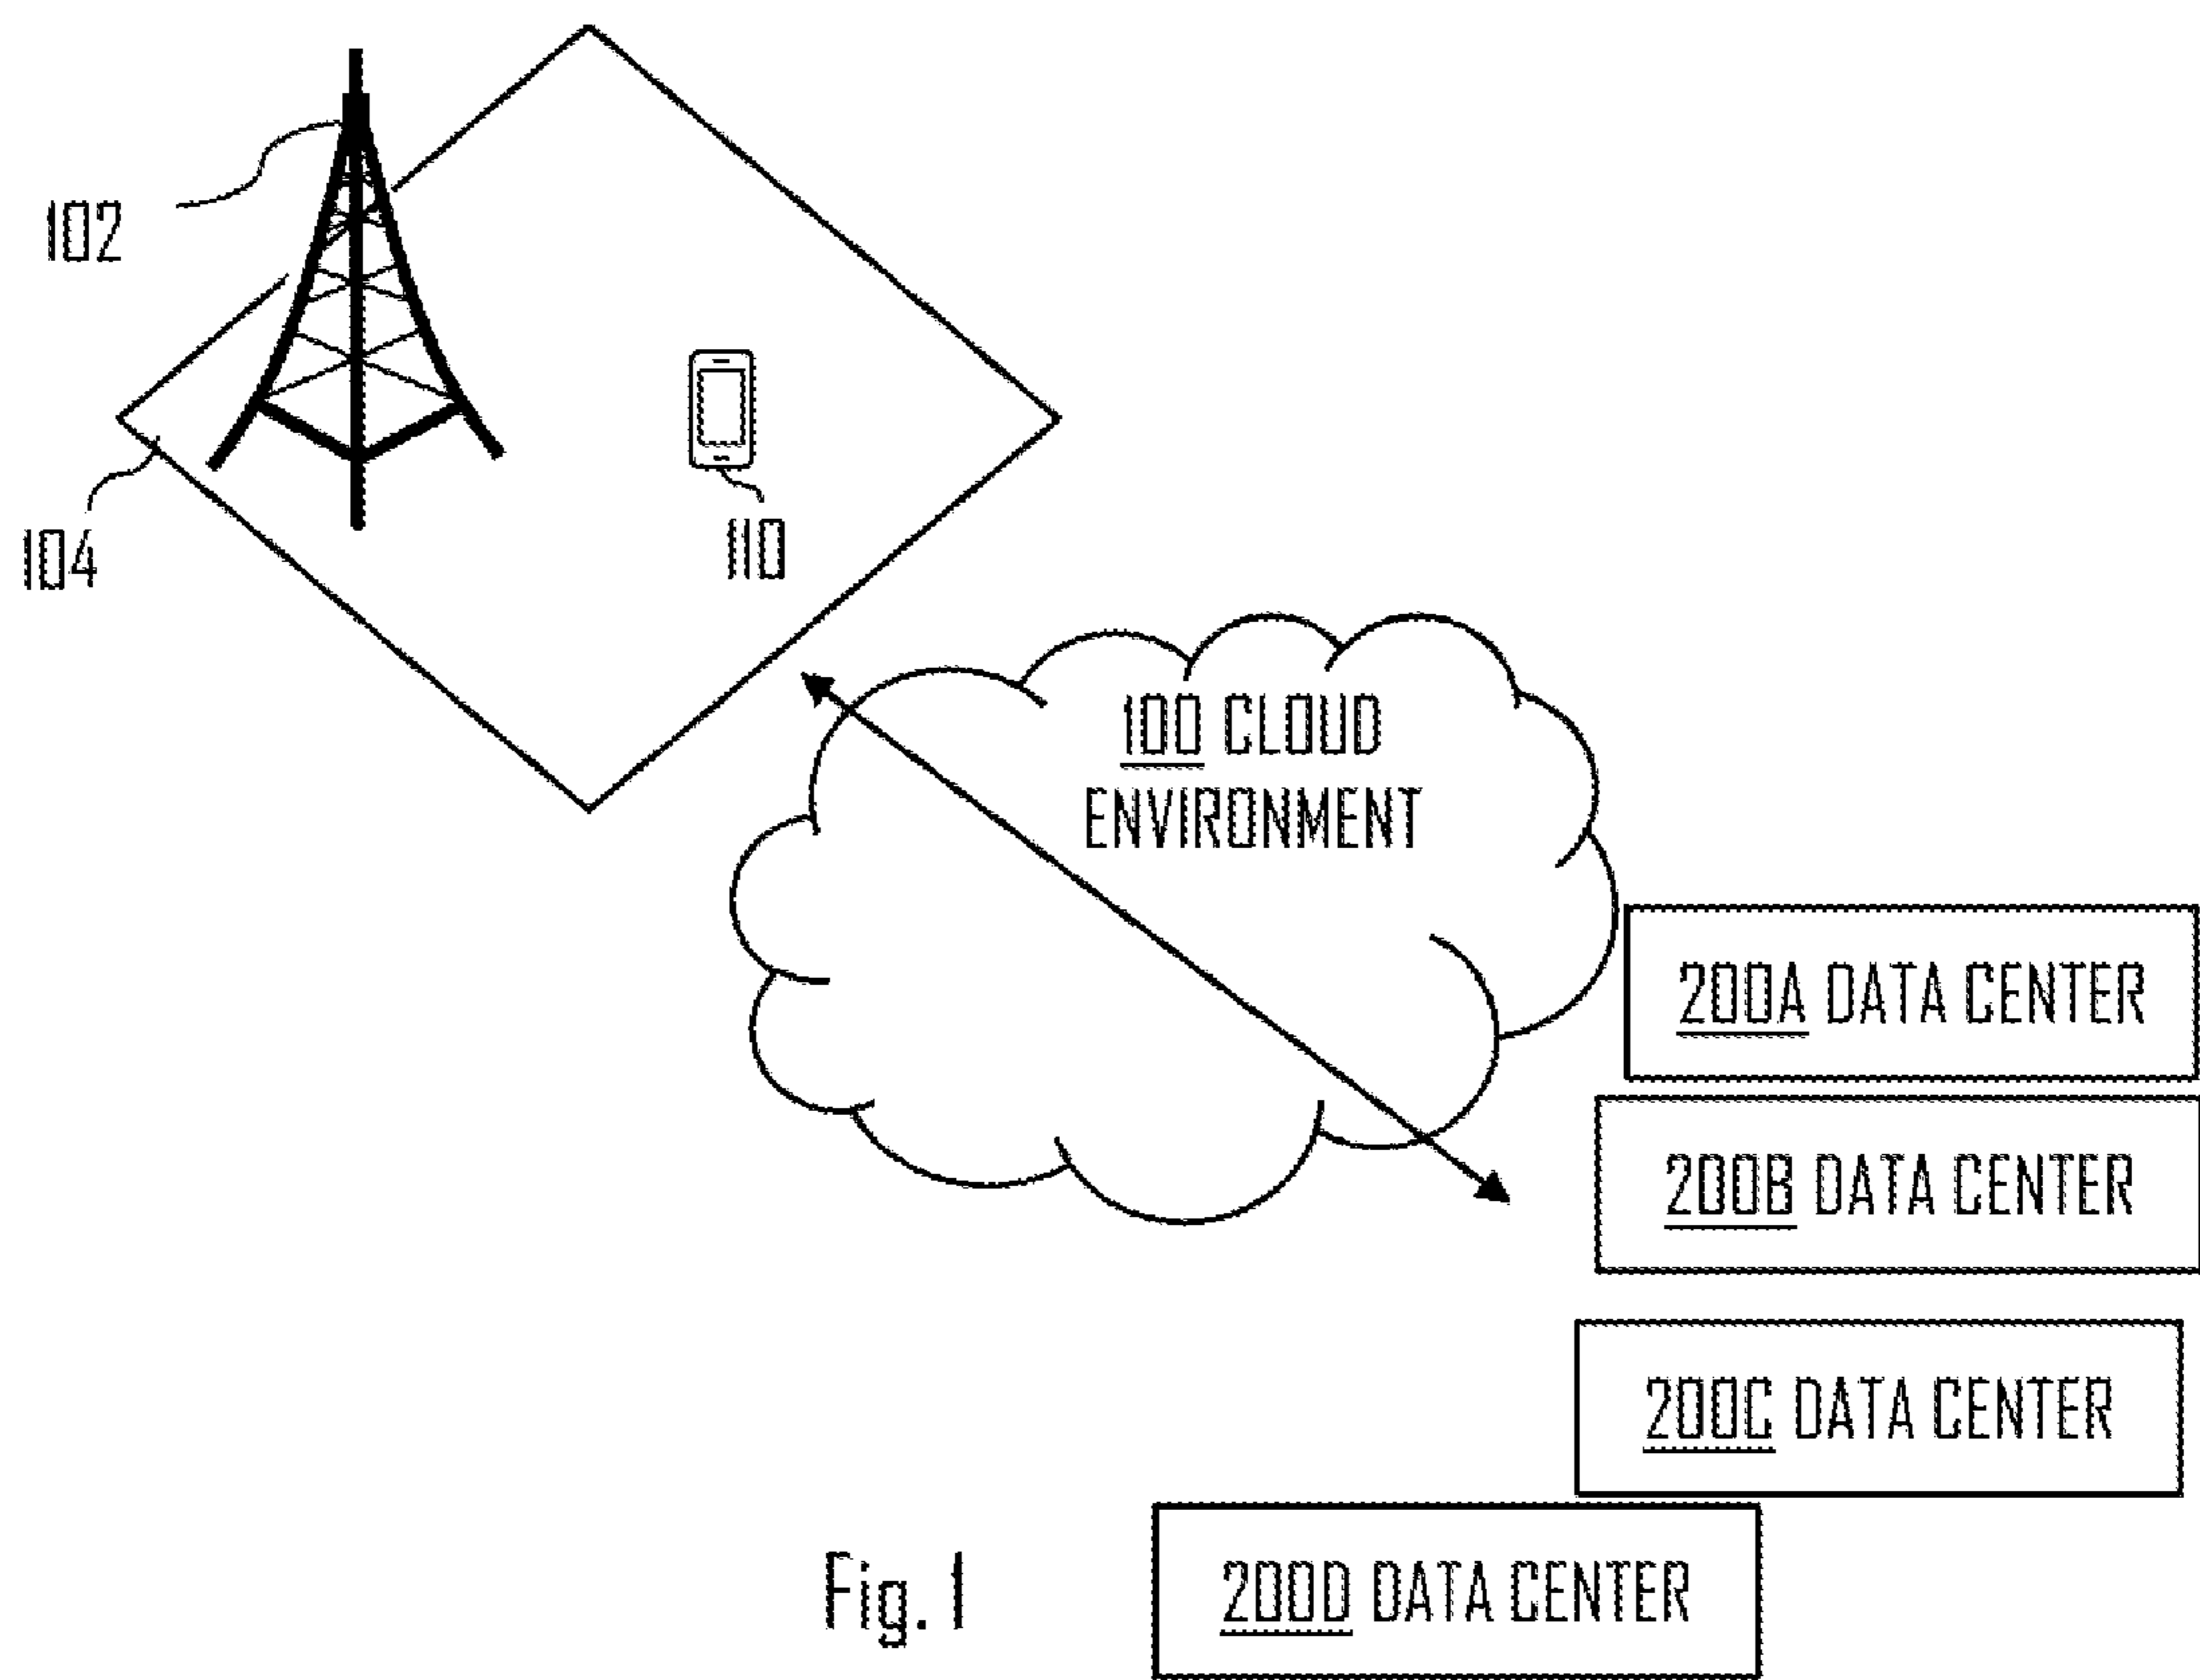 102
104
110
100 CLOUD
ENVIRONMENT
200A DATA CENTER
200B DATA CENTER
200C DATA CENTER
200D DATA CENTER
Fig. 1